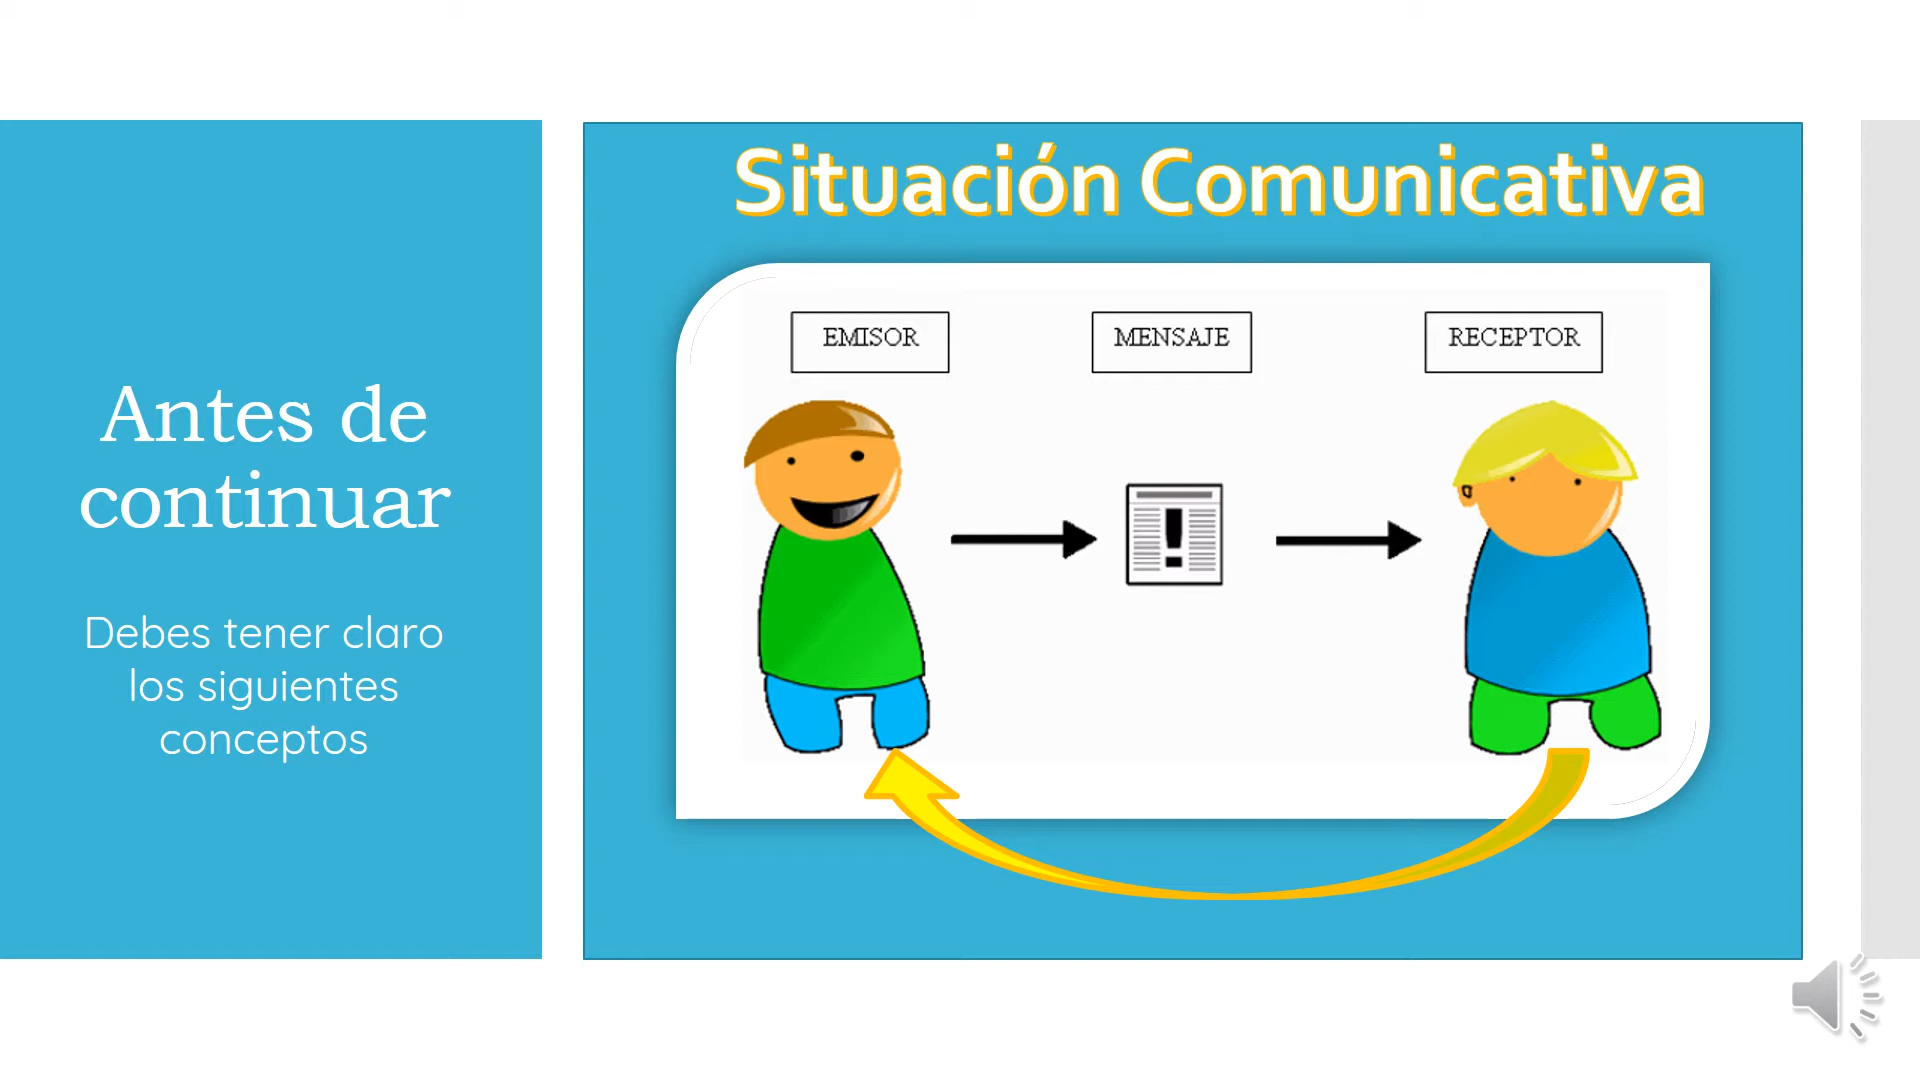 Antes de
continuar
Debes tener claro
los siguientes
conceptos
Situación Comunicativa
EMISOR
MENSAJE
RECEPTOR
!